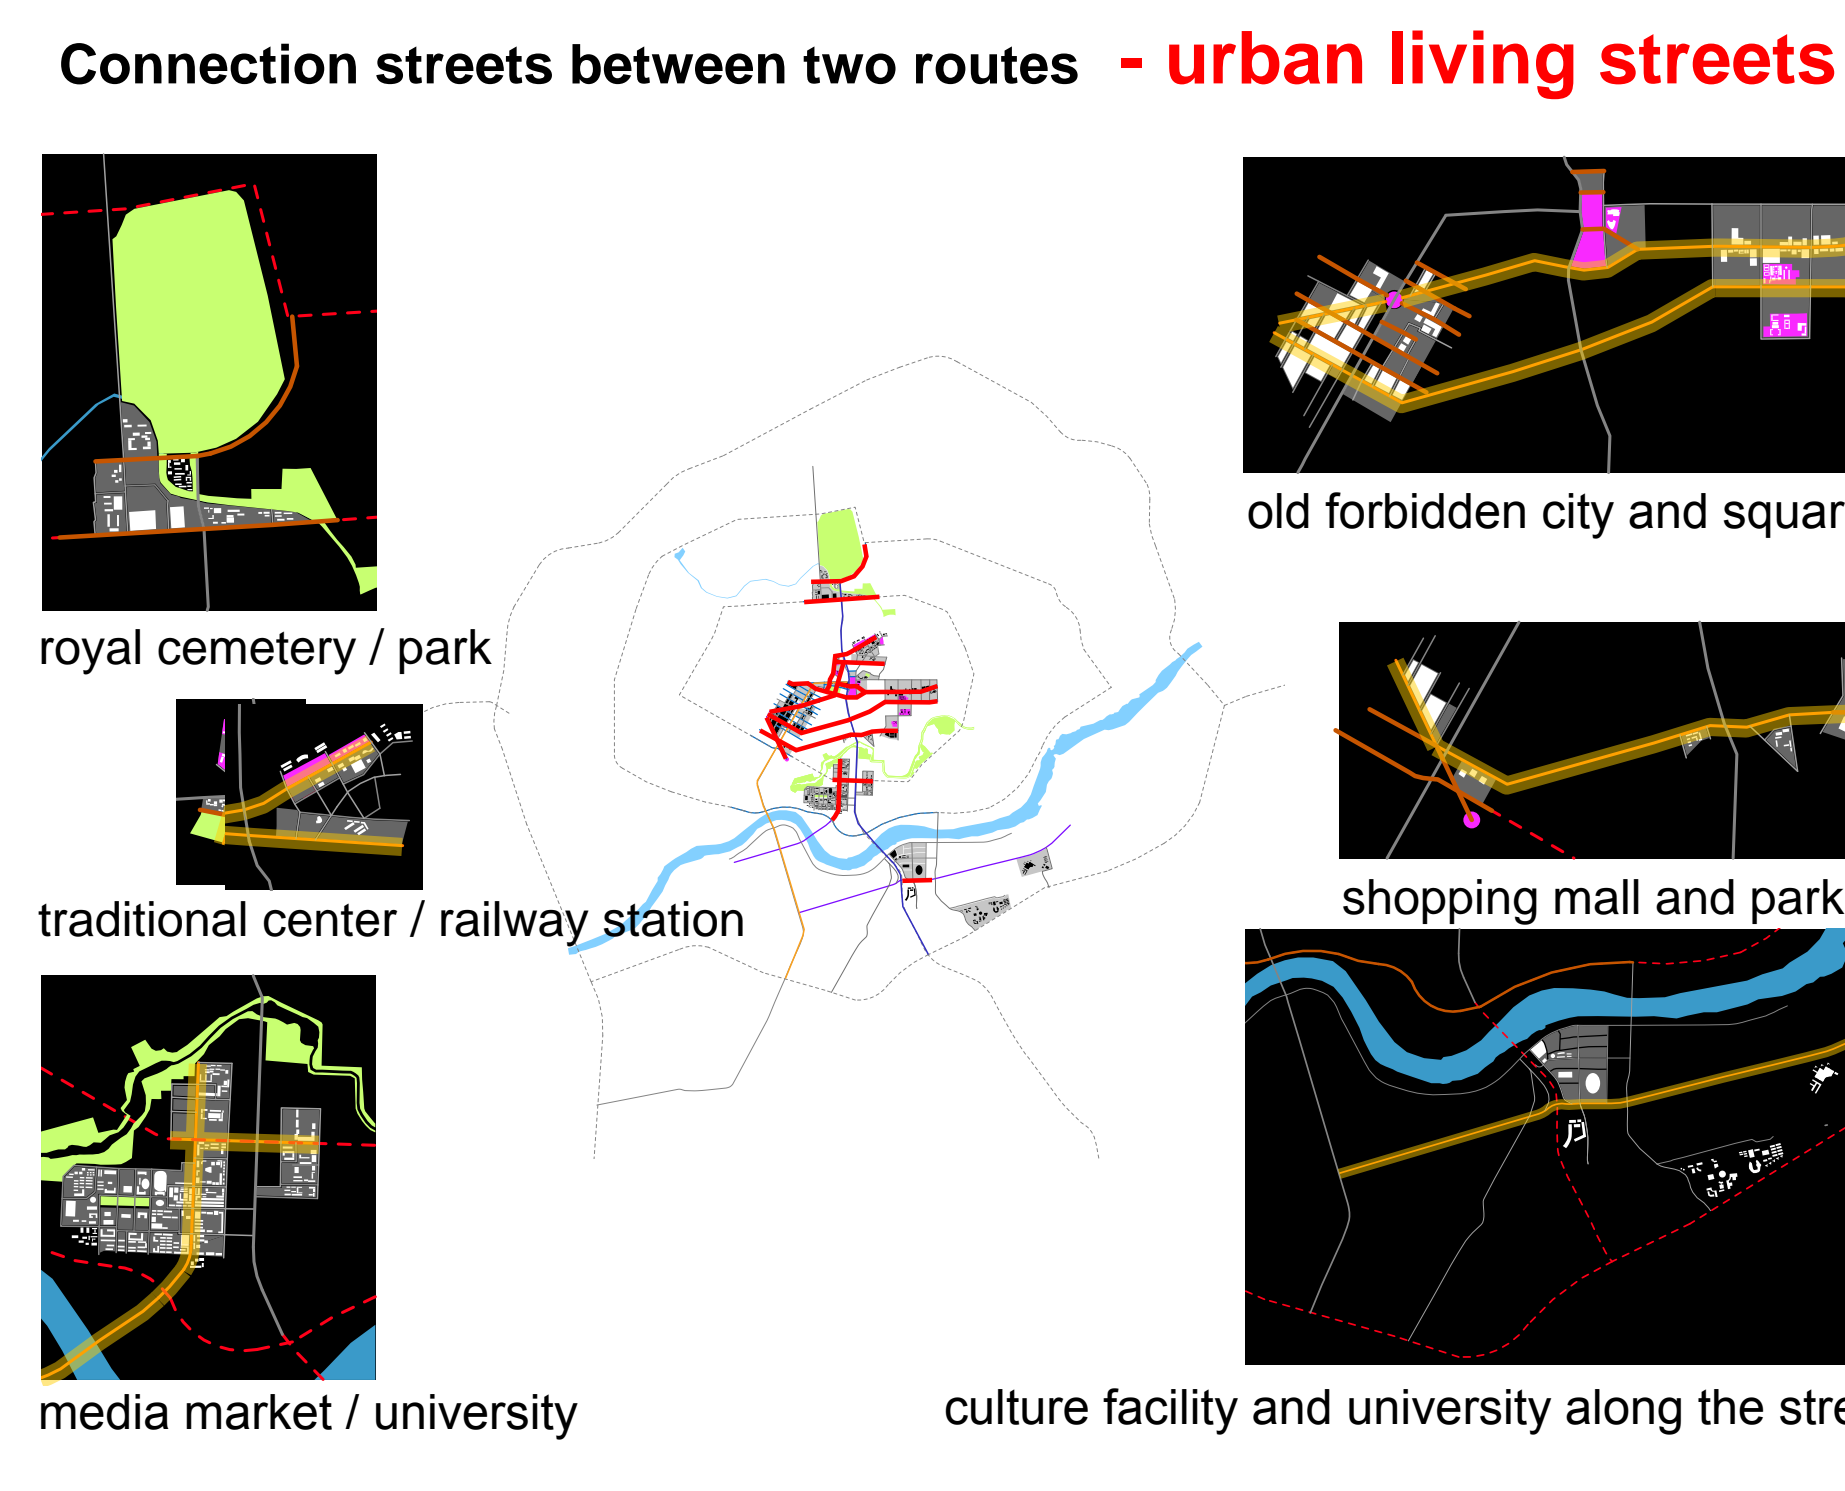 Connection streets between two routes - urban living streets
royal cemetery / park
old forbidden city and squar
traditional center / railway station
shopping mall and park
media market / university
culture facility and university along the stre